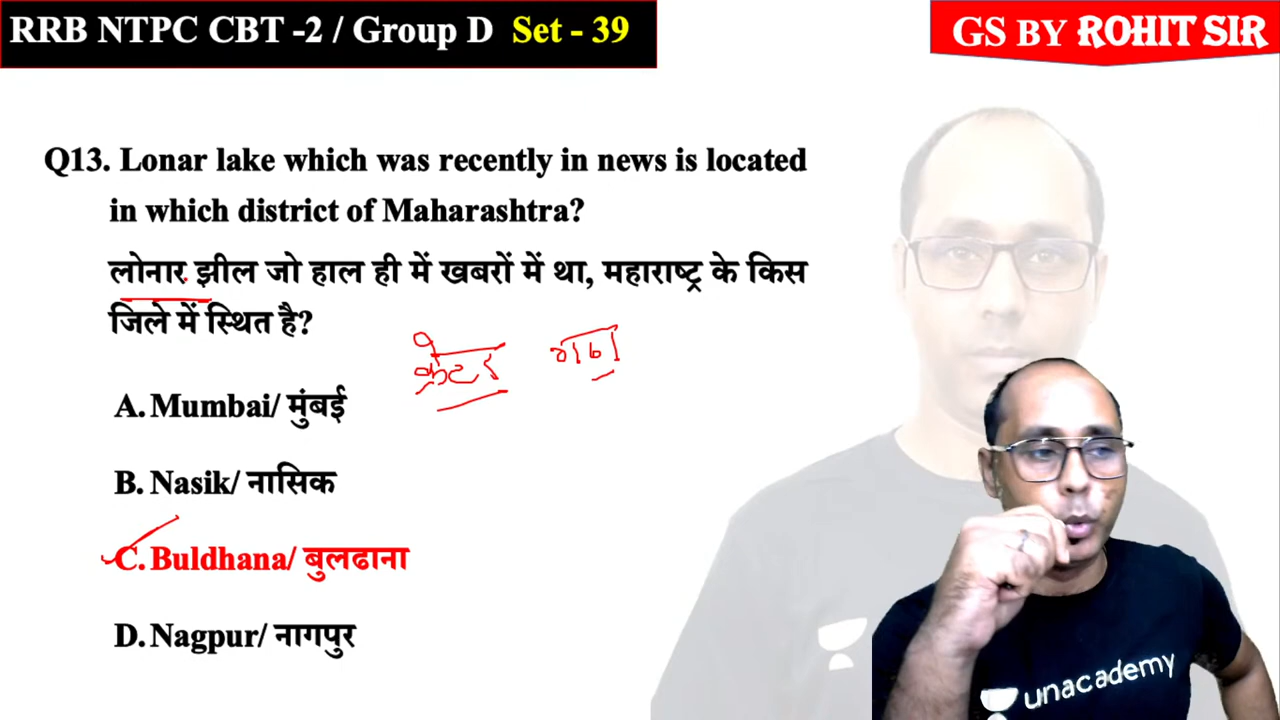 RRB NTPC CBT -2 / Group D Set - 39
GS BY ROHIT SIR
Q13. Lonar lake which was recently in news is located
in which district of Maharashtra?
लोनार झील जो हाल ही में खबरों में था, महाराष्ट्र के किस
जिले में स्थित है?
क्रेटर
A. Mumbai/ मुंबई
B. Nasik/ नासिक
C. Buldhana/ बुलढाना
D. Nagpur/ नागपुर
unacademy